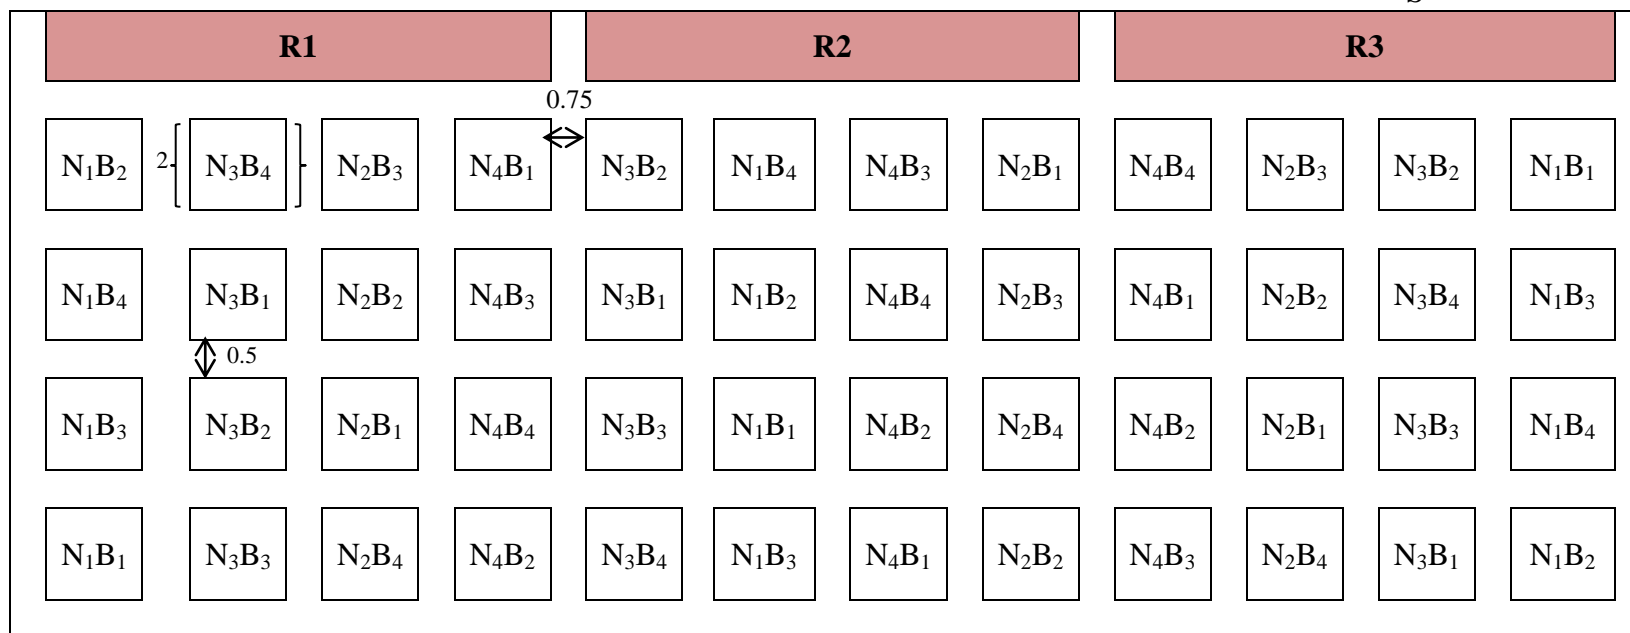 S
R1 R2 R3
0.75
N₁B₂ 2 N₃B₄ N₂B₃ N₄B₁ N₃B₂ N₁B₄ N₄B₃ N₂B₁ N₄B₄ N₂B₃ N₃B₂ N₁B₁
N₁B₄ N₃B₁ N₂B₂ N₄B₃ N₃B₁ N₁B₂ N₄B₄ N₂B₃ N₄B₁ N₂B₂ N₃B₄ N₁B₃
0.5
N₁B₃ N₃B₂ N₂B₁ N₄B₄ N₃B₃ N₁B₁ N₄B₂ N₂B₄ N₄B₂ N₂B₁ N₃B₃ N₁B₄
N₁B₁ N₃B₃ N₂B₄ N₄B₂ N₃B₄ N₁B₃ N₄B₁ N₂B₂ N₄B₃ N₂B₄ N₃B₁ N₁B₂